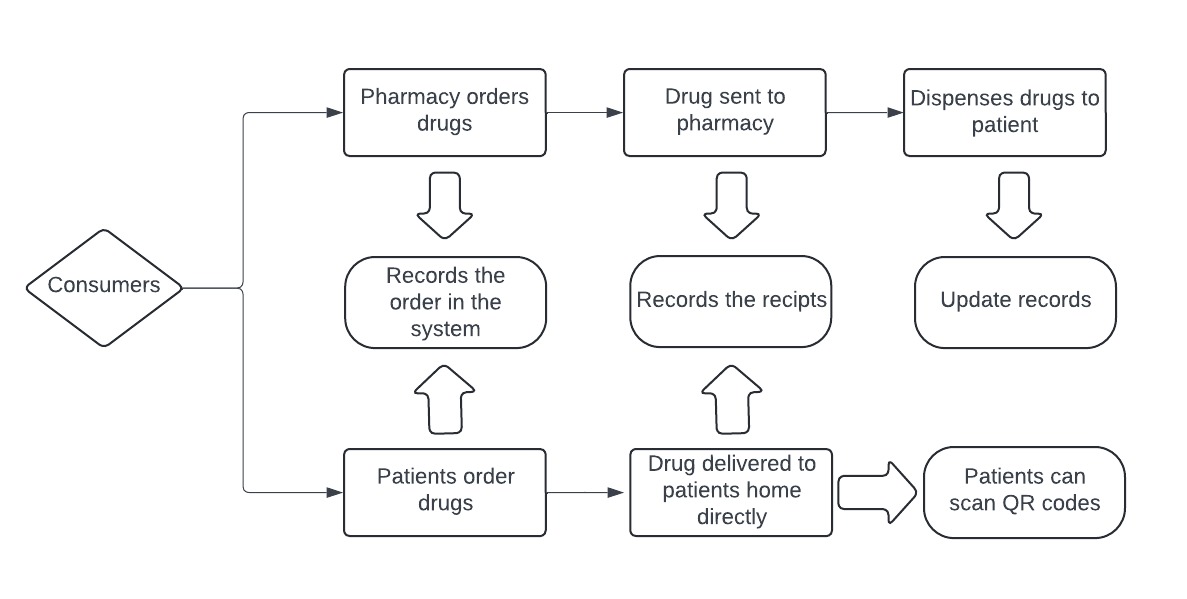 Pharmacy orders
drugs
Drug sent to
pharmacy
Dispenses drugs to
patient
Consumers
Records the
order in the
system
Records the recipts
Update records
Patients order
drugs
Drug delivered to
patients home
directly
Patients can
scan QR codes